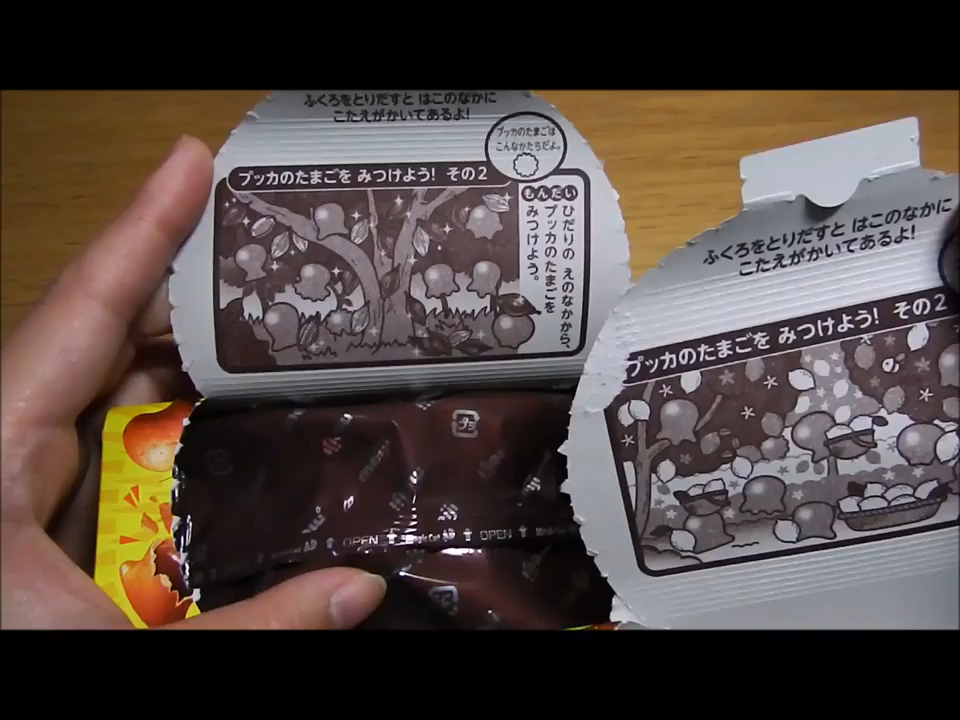 ふくろをとりだすと はこのなかに
こたえがかいてあるよ!
プッカのたまごは
こんなかたちだよ。
プッカのたまごを みつけよう! その2
もんだい
ひだりの えのなかから、
プッカのたまごを
みつけよう。
ふくろをとりだすと はこのなかに
こたえがかいてあるよ!
プッカのたまごを みつけよう! その2
プラ
OPEN
OPEN